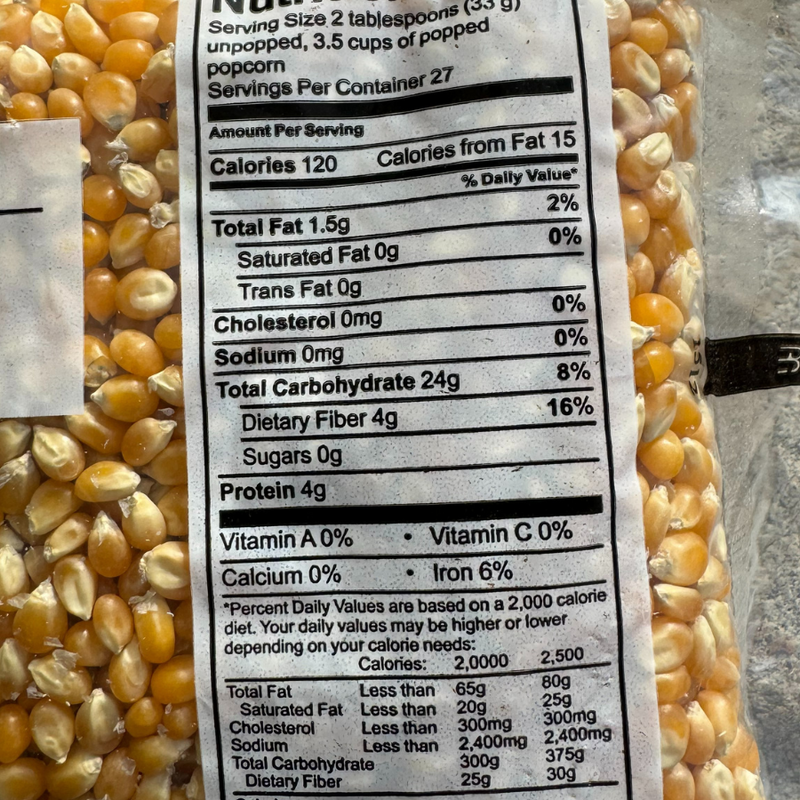 Serving Size 2 tablespoons (33 g)
unpopped, 3.5 cups of popped
popcorn
Servings Per Container 27
Amount Per Serving
Calories 120 Calories from Fat 15
% Daily Value*
Total Fat 1.5g 2%
Saturated Fat 0g 0%
Trans Fat 0g
Cholesterol 0mg 0%
Sodium 0mg 0%
Total Carbohydrate 24g 8%
Dietary Fiber 4g 16%
Sugars 0g
Protein 4g
Vitamin A 0% • Vitamin C 0%
Calcium 0% • Iron 6%
*Percent Daily Values are based on a 2,000 calorie
diet. Your daily values may be higher or lower
depending on your calorie needs:
Calories: 2,0000 2,500
Total Fat Less than 65g 80g
Saturated Fat Less than 20g 25g
Cholesterol Less than 300mg 300mg
Sodium Less than 2,400mg 2,400mg
Total Carbohydrate 300g 375g
Dietary Fiber 25g 30g